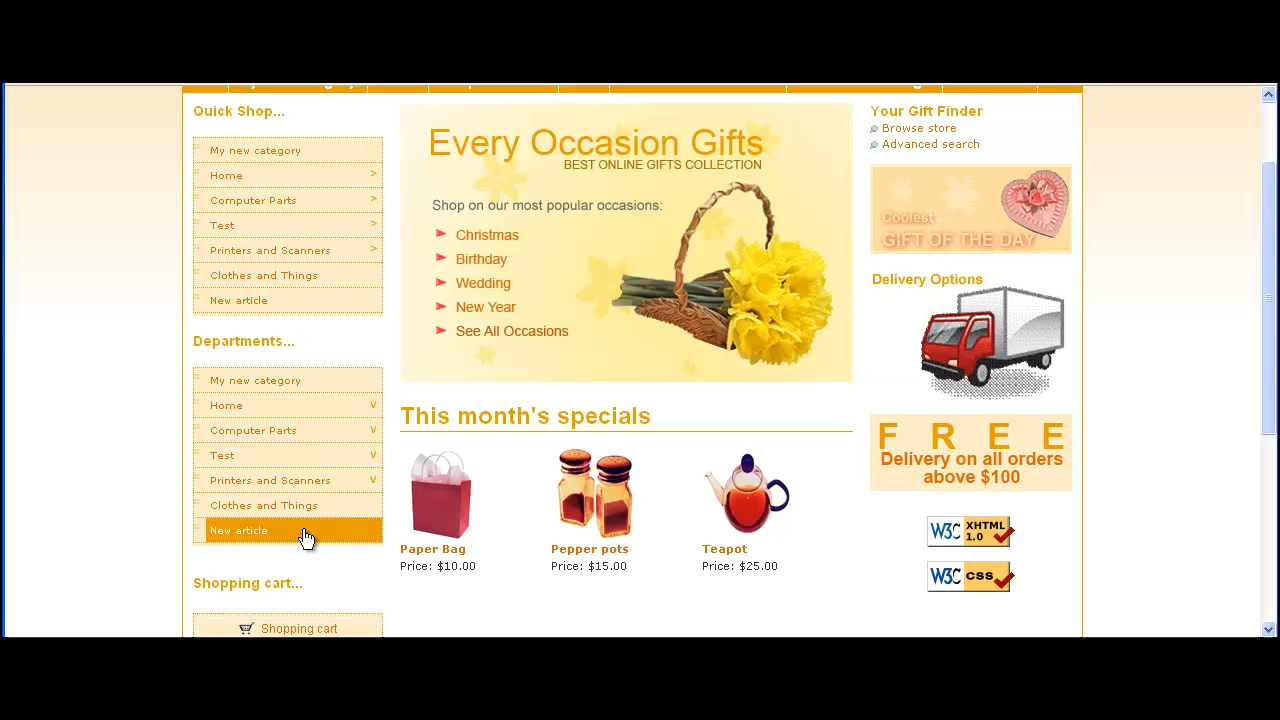 Quick Shop...
My new category
Home >
Computer Parts >
Test >
Printers and Scanners >
Clothes and Things
New article
Departments...
My new category
Home v
Computer Parts v
Test v
Printers and Scanners v
Clothes and Things
New article
Shopping cart...
Shopping cart
Every Occasion Gifts
BEST ONLINE GIFTS COLLECTION
Shop on our most popular occasions:
Christmas
Birthday
Wedding
New Year
See All Occasions
This month's specials
Paper Bag
Price: $10.00
Pepper pots
Price: $15.00
Teapot
Price: $25.00
Your Gift Finder
Browse store
Advanced search
Coolest
GIFT OF THE DAY
Delivery Options
F R E E
Delivery on all orders
above $100
W3C XHTML 1.0
W3C css